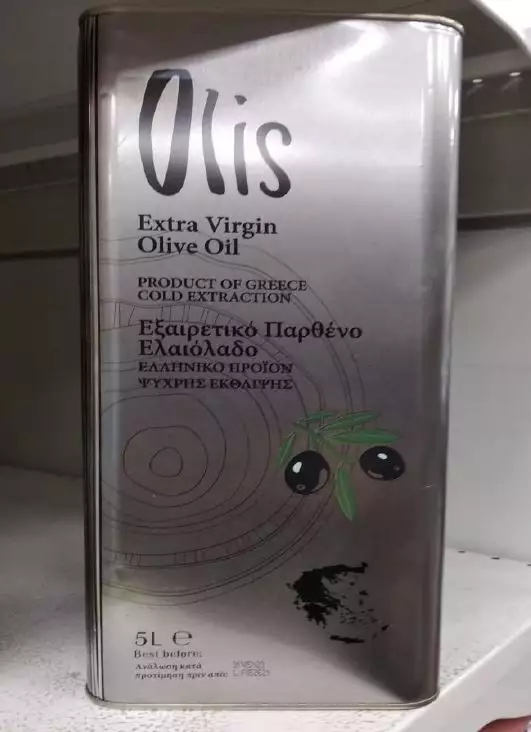 Olis
Extra Virgin
Olive Oil
PRODUCT OF GREECE
COLD EXTRACTION
Εξαιρετικό Παρθένο
Ελαιόλαδο
ΕΛΛΗΝΙΚΟ ΠΡΟΪΟΝ
ΨΥΧΡΗΣ ΕΚΘΛΙΨΗΣ
5L e
Best before:
Ανάλωση κατά
προτίμηση πριν από: